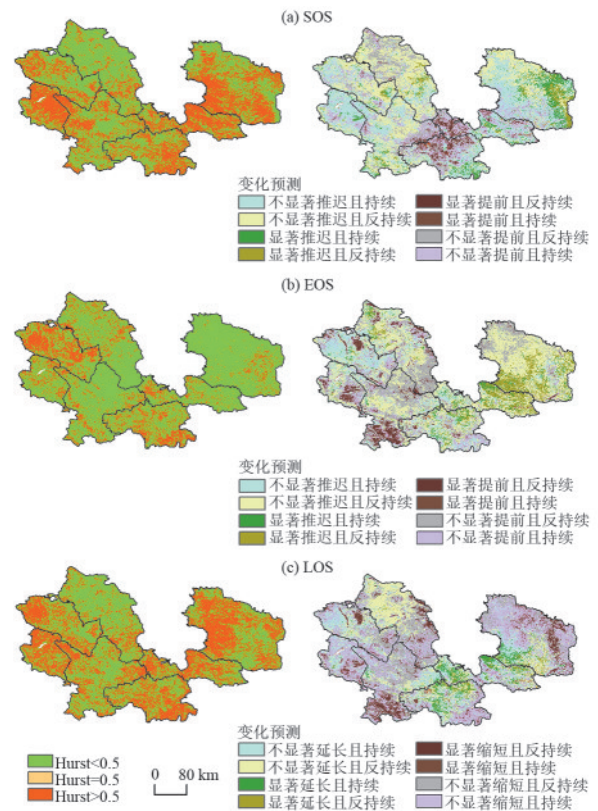 (a) SOS
变化预测
不显著推迟且持续 显著提前且反持续
不显著推迟且反持续 显著提前且持续
显著推迟且持续 不显著提前且反持续
显著推迟且反持续 不显著提前且持续
(b) EOS
变化预测
不显著推迟且持续 显著提前且反持续
不显著推迟且反持续 显著提前且持续
显著推迟且持续 不显著提前且反持续
显著推迟且反持续 不显著提前且持续
(c) LOS
变化预测
不显著延长且持续 显著缩短且反持续
不显著延长且反持续 显著缩短且持续
显著延长且持续 不显著缩短且反持续
显著延长且反持续 不显著缩短且持续
Hurst<0.5
Hurst=0.5
Hurst>0.5
0 80 km